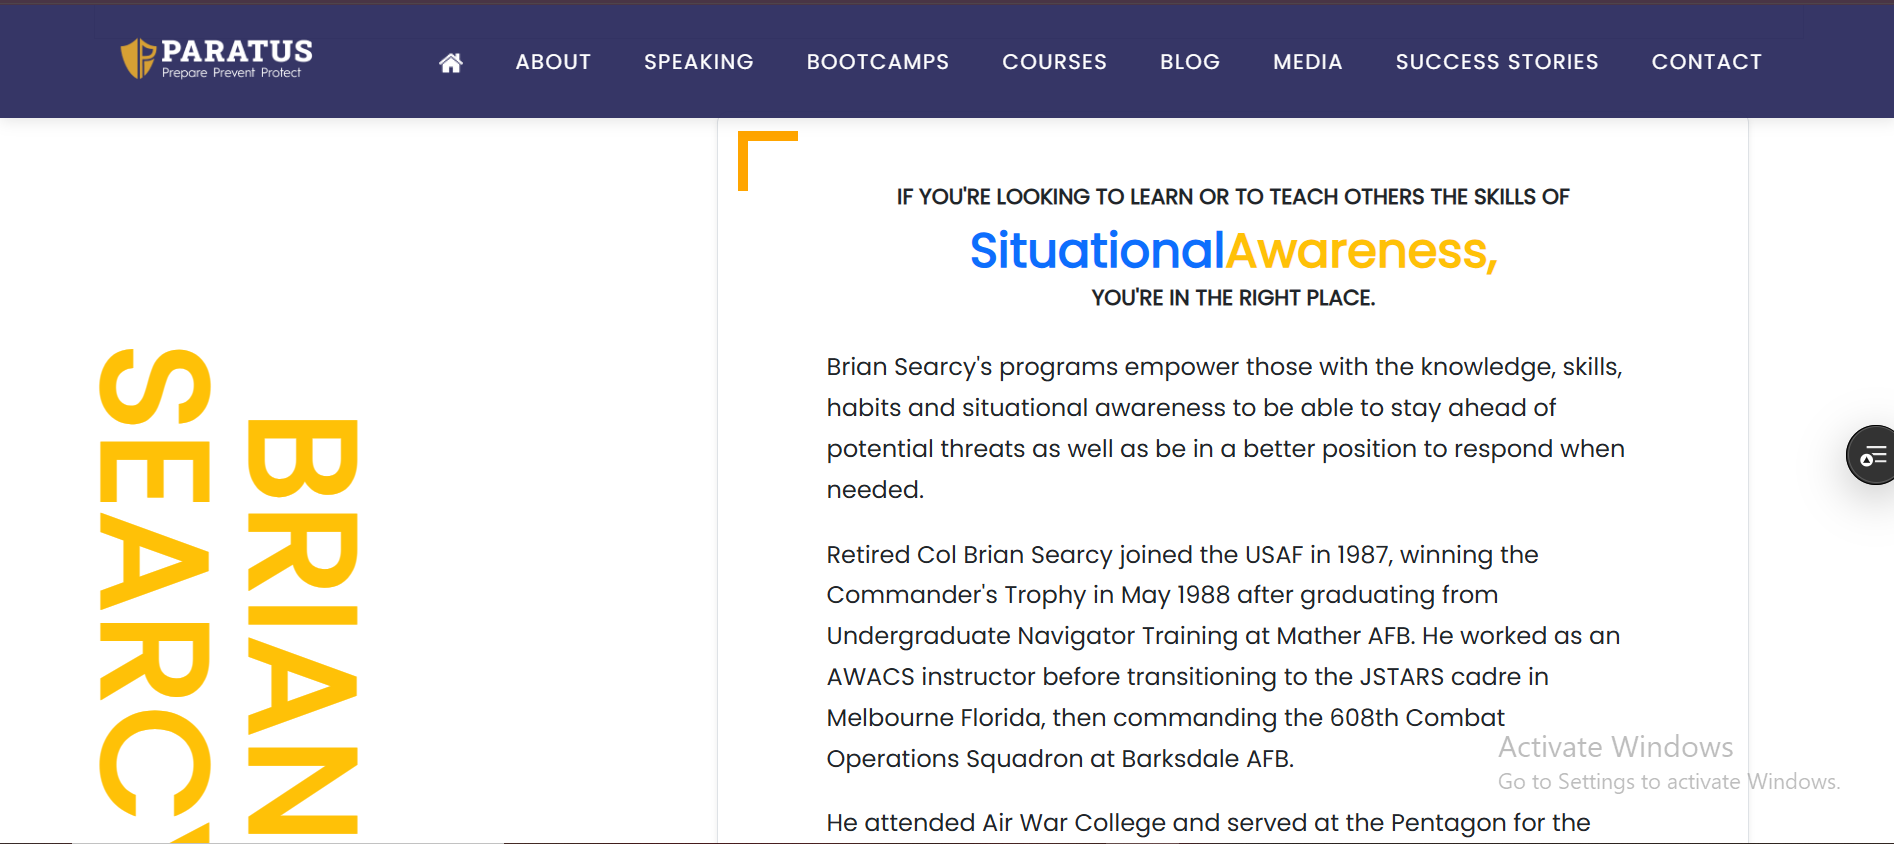 PARATUS
Prepare Prevent Protect
ABOUT
SPEAKING
BOOTCAMPS
COURSES
BLOG
MEDIA
SUCCESS STORIES
CONTACT
BRIAN
SEARCY
IF YOU'RE LOOKING TO LEARN OR TO TEACH OTHERS THE SKILLS OF
SituationalAwareness,
YOU'RE IN THE RIGHT PLACE.
Brian Searcy's programs empower those with the knowledge, skills,
habits and situational awareness to be able to stay ahead of
potential threats as well as be in a better position to respond when
needed.
Retired Col Brian Searcy joined the USAF in 1987, winning the
Commander's Trophy in May 1988 after graduating from
Undergraduate Navigator Training at Mather AFB. He worked as an
AWACS instructor before transitioning to the JSTARS cadre in
Melbourne Florida, then commanding the 608th Combat
Operations Squadron at Barksdale AFB.
He attended Air War College and served at the Pentagon for the
Activate Windows
Go to Settings to activate Windows.